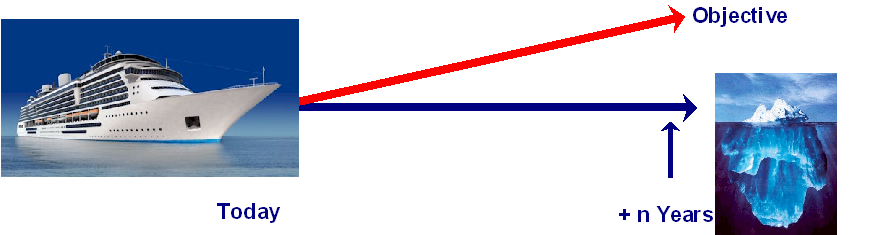 Objective
Today
+ n Years